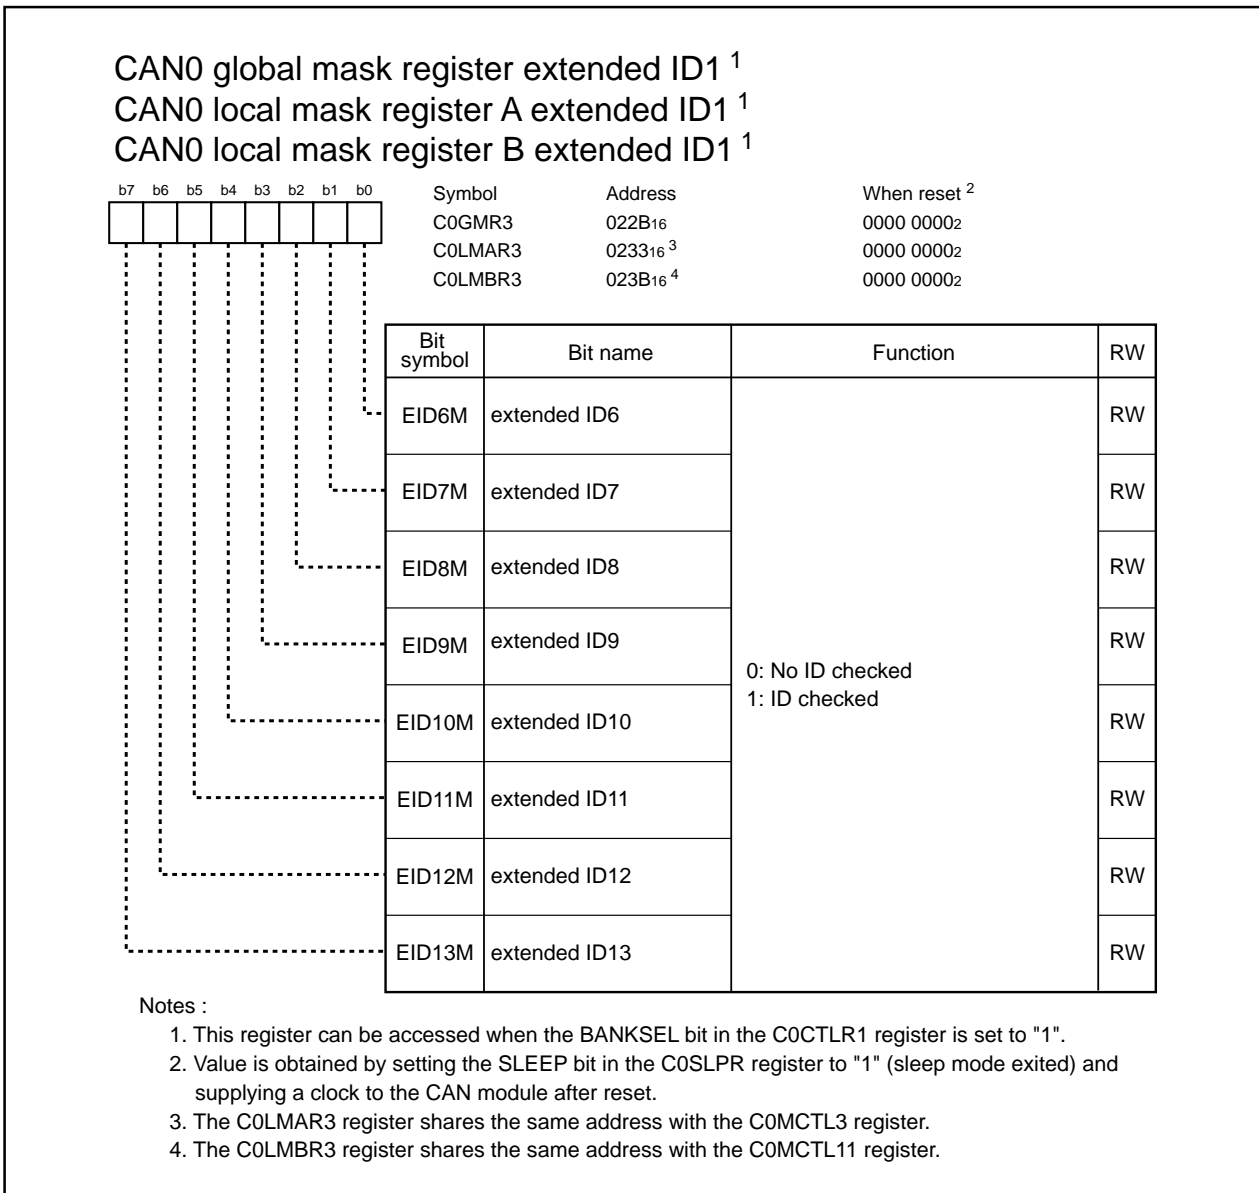 CAN0 global mask register extended ID1 1
CAN0 local mask register A extended ID1 1
CAN0 local mask register B extended ID1 1
b7 b6 b5 b4 b3 b2 b1 b0
Symbol Address When reset 2
C0GMR3 022B16 0000 00002
C0LMAR3 023316 3 0000 00002
C0LMBR3 023B16 4 0000 00002
Bit symbol Bit name Function RW
EID6M extended ID6 RW
EID7M extended ID7 RW
EID8M extended ID8 RW
EID9M extended ID9 RW
0: No ID checked
1: ID checked
EID10M extended ID10 RW
EID11M extended ID11 RW
EID12M extended ID12 RW
EID13M extended ID13 RW
Notes :
1. This register can be accessed when the BANKSEL bit in the C0CTLR1 register is set to "1".
2. Value is obtained by setting the SLEEP bit in the C0SLPR register to "1" (sleep mode exited) and
supplying a clock to the CAN module after reset.
3. The C0LMAR3 register shares the same address with the C0MCTL3 register.
4. The C0LMBR3 register shares the same address with the C0MCTL11 register.